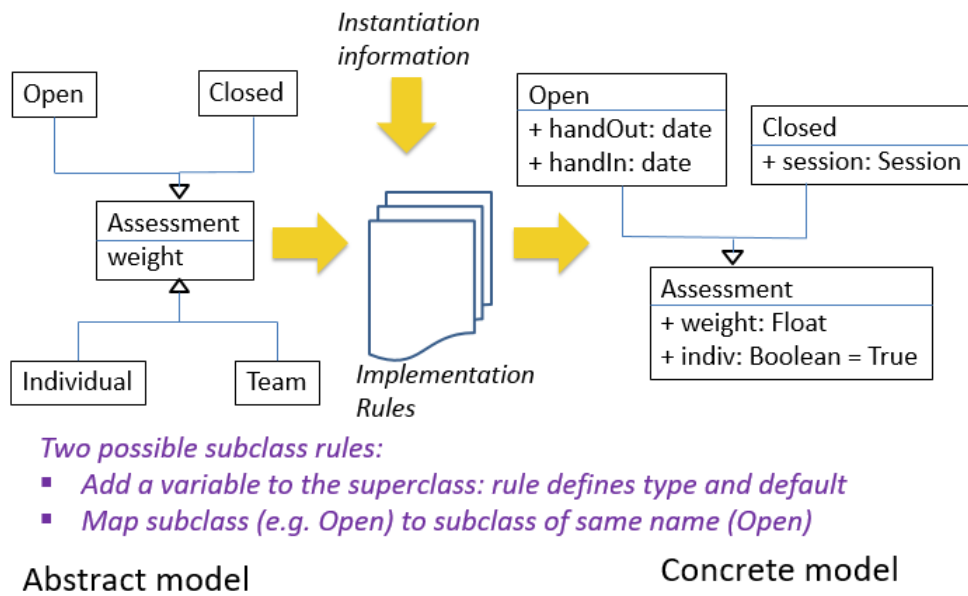 Instantiation
information
Open
Closed
Assessment
weight
Individual
Team
Implementation
Rules
Open
+ handOut: date
+ handIn: date
Closed
+ session: Session
Assessment
+ weight: Float
+ indiv: Boolean = True
Two possible subclass rules:
▪ Add a variable to the superclass: rule defines type and default
▪ Map subclass (e.g. Open) to subclass of same name (Open)
Abstract model
Concrete model